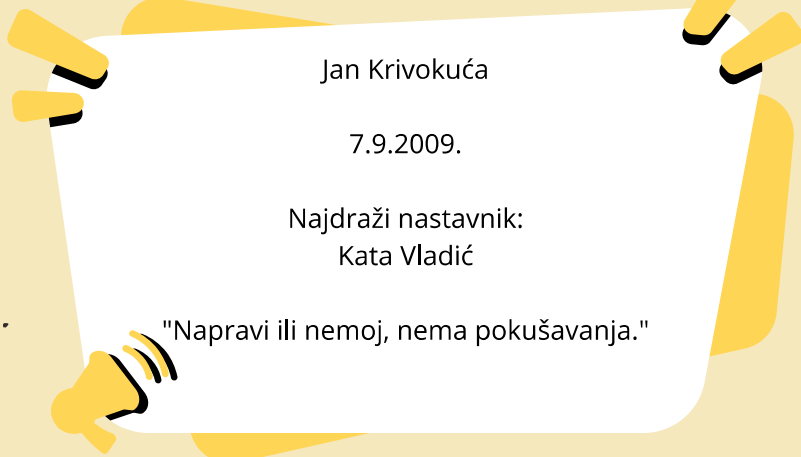 Jan Krivokuća
7.9.2009.
Najdraži nastavnik:
Kata Vladić
"Napravi ili nemoj, nema pokušavanja."